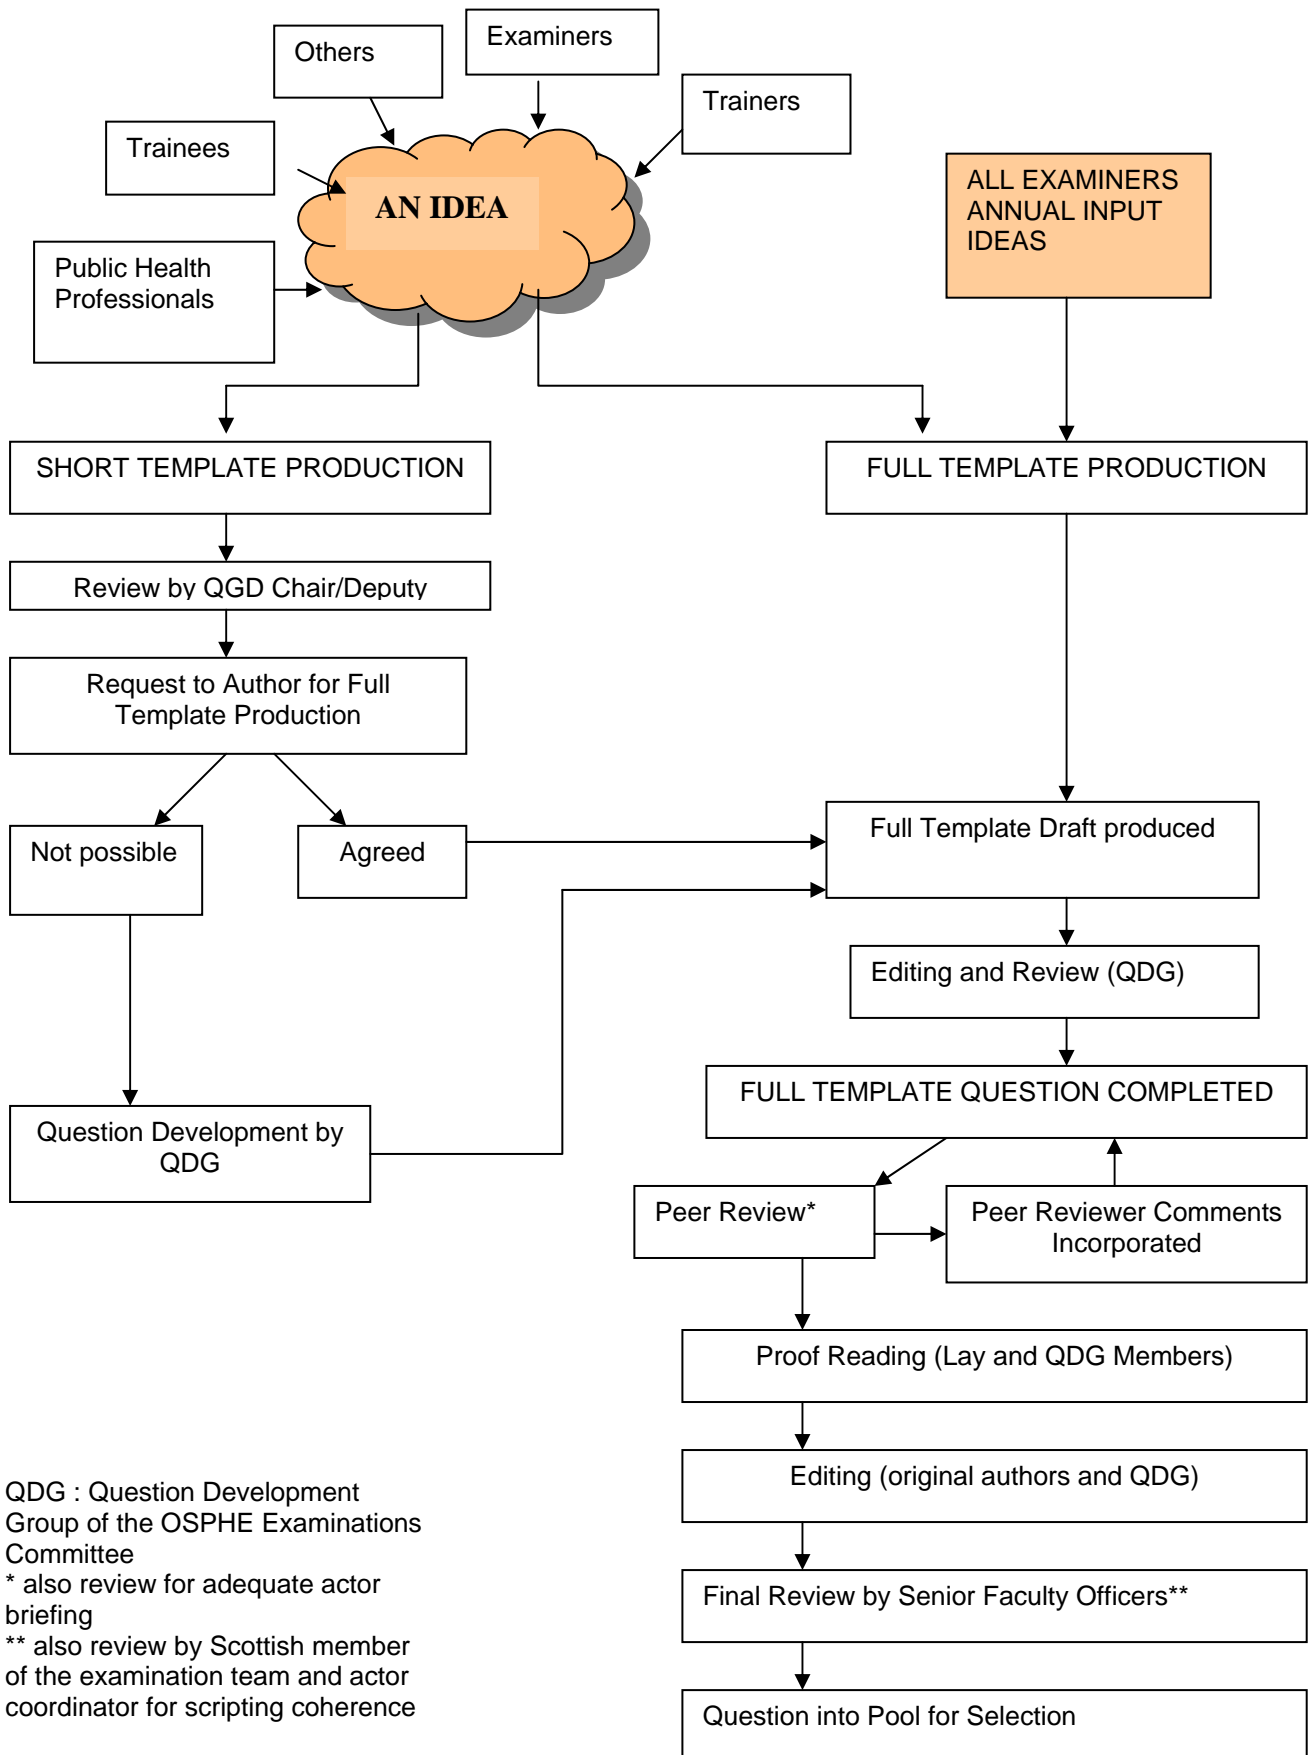 Others
Examiners
Trainers
Trainees
AN IDEA
ALL EXAMINERS
ANNUAL INPUT
IDEAS
Public Health
Professionals
SHORT TEMPLATE PRODUCTION
FULL TEMPLATE PRODUCTION
Review by QGD Chair/Deputy
Request to Author for Full
Template Production
Not possible
Agreed
Full Template Draft produced
Editing and Review (QDG)
FULL TEMPLATE QUESTION COMPLETED
Question Development by
QDG
Peer Review*
Peer Reviewer Comments
Incorporated
Proof Reading (Lay and QDG Members)
Editing (original authors and QDG)
Final Review by Senior Faculty Officers**
Question into Pool for Selection
QDG : Question Development
Group of the OSPHE Examinations
Committee
* also review for adequate actor
briefing
** also review by Scottish member
of the examination team and actor
coordinator for scripting coherence